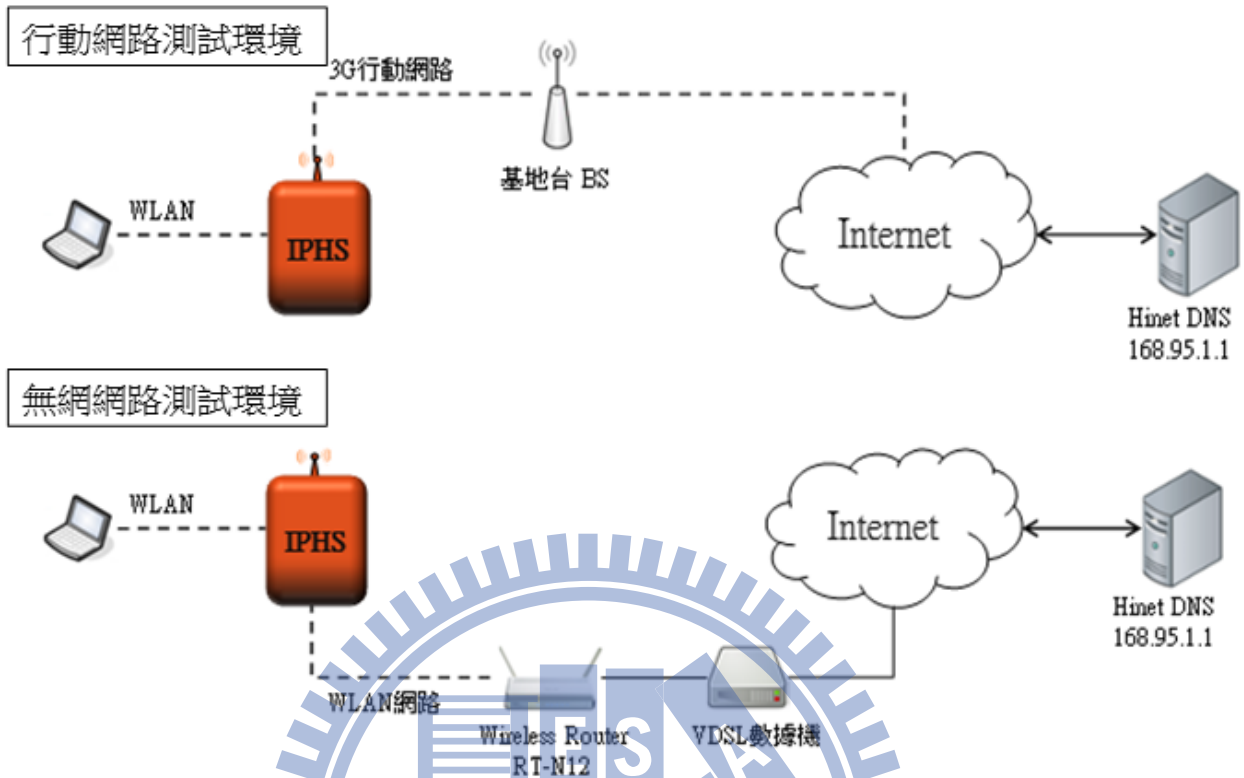 行動網路測試環境
3G行動網路
基地台 BS
WLAN
IPHS
Internet
Hinet DNS
168.95.1.1
無網網路測試環境
WLAN
IPHS
Internet
Hinet DNS
168.95.1.1
WLAN網路
Wireless Router
RT-N12
VDSL數據機
ES
A